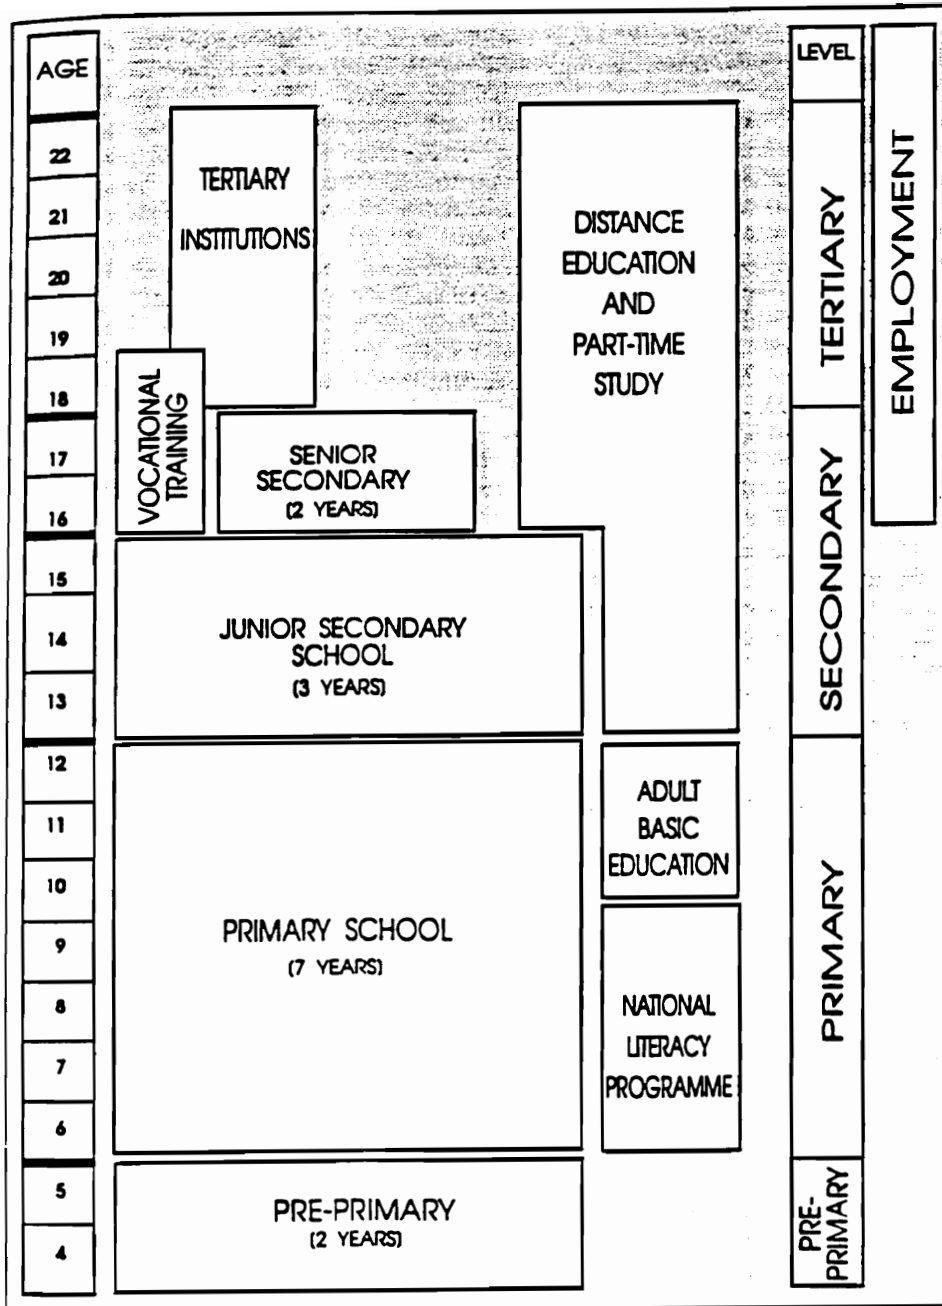 AGE
22
21
20
19
18
17
16
15
14
13
12
11
10
9
8
7
6
5
4
TERTIARY
INSTITUTIONS
VOCATIONAL
TRAINING
SENIOR
SECONDARY
(2 YEARS)
JUNIOR SECONDARY
SCHOOL
(3 YEARS)
PRIMARY SCHOOL
(7 YEARS)
PRE-PRIMARY
(2 YEARS)
DISTANCE
EDUCATION
AND
PART-TIME
STUDY
ADULT
BASIC
EDUCATION
NATIONAL
LITERACY
PROGRAMME
LEVEL
TERTIARY
SECONDARY
PRIMARY
PRE-
PRIMARY
EMPLOYMENT